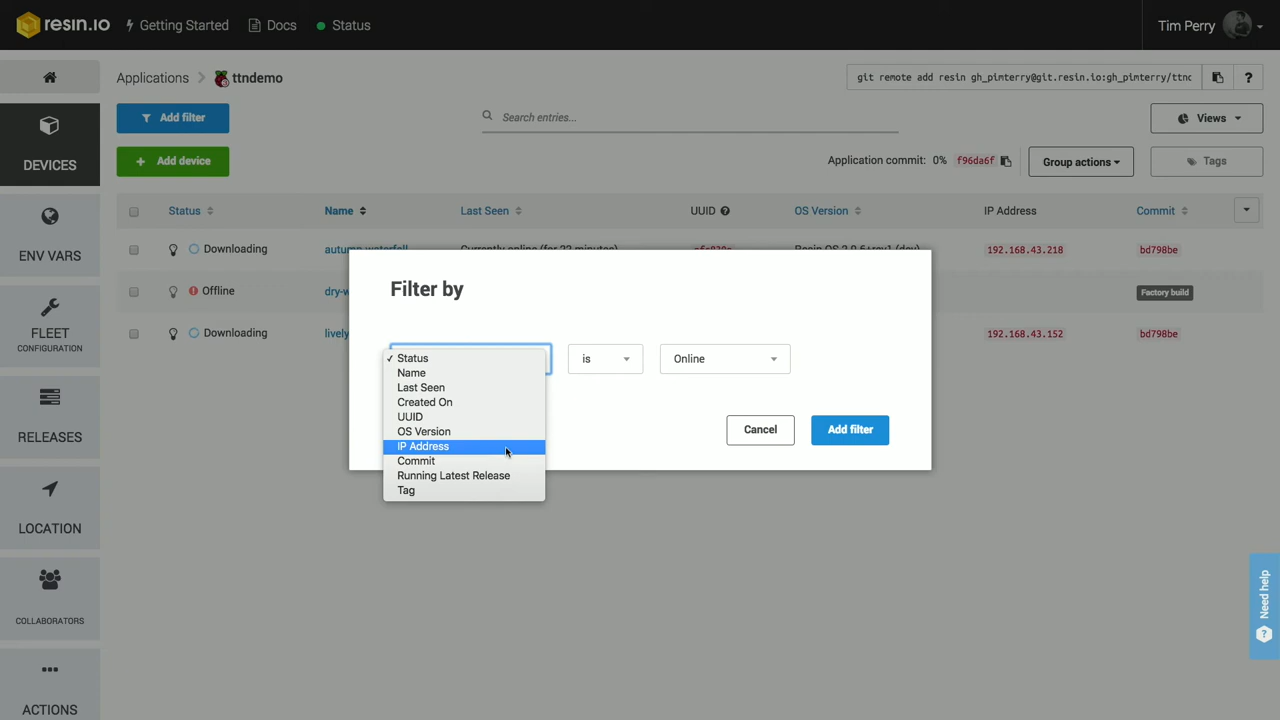 resin.io Getting Started Docs Status Tim Perry
Applications ttndemo git remote add resin gh_pimterry@git.resin.io:gh_pimterry/ttnc ?
Add filter Search entries... Views
DEVICES
Add device Application commit: 0% f96da6f Group actions Tags
Status Name Last Seen UUID ? OS Version IP Address Commit
ENV VARS
Downloading autumn-waterfall Currently online (for 22 minutes) Resin OS 2.0.6+rev1 (dev) 192.168.43.218 bd798be
Offline dry-w Factory build
Downloading lively 192.168.43.152 bd798be
FLEET
CONFIGURATION
RELEASES
LOCATION
COLLABORATORS
ACTIONS
Filter by
✓ Status is Online
Name
Last Seen
Created On
UUID
OS Version
IP Address
Commit
Running Latest Release
Tag
Cancel Add filter
Need help
?